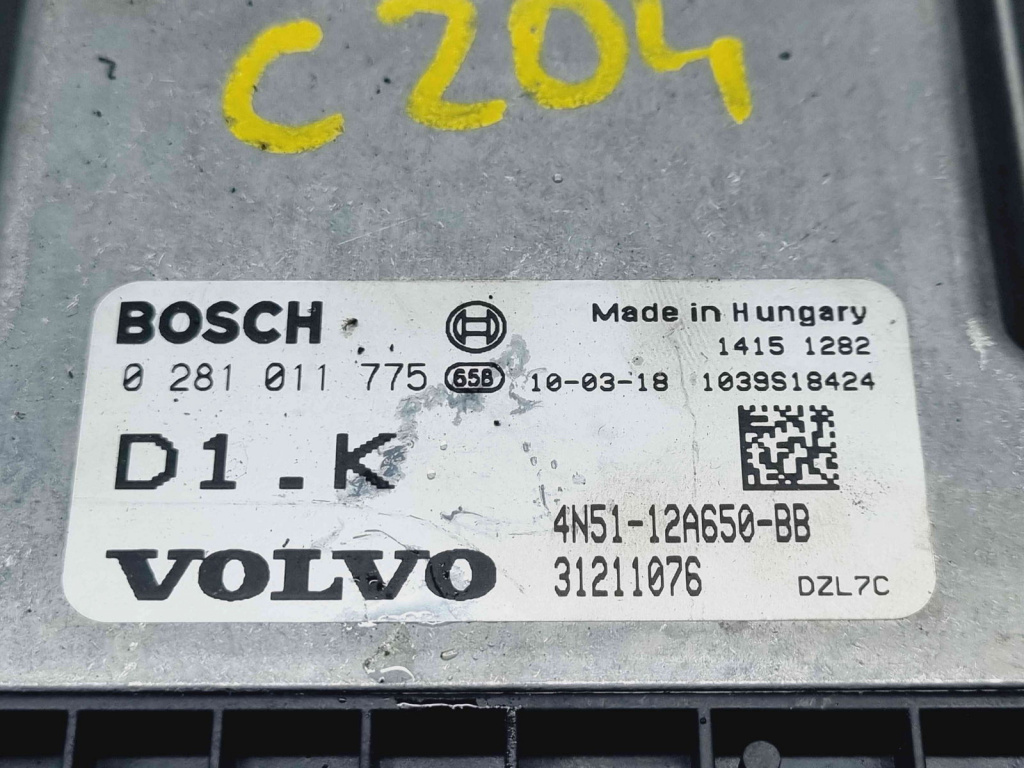 C204
BOSCH
Made in Hungary
1415 1282
0 281 011 775 658 10-03-18 1039S18424
D1.K
4N51-12A650-BB
VOLVO 31211076 DZL7C